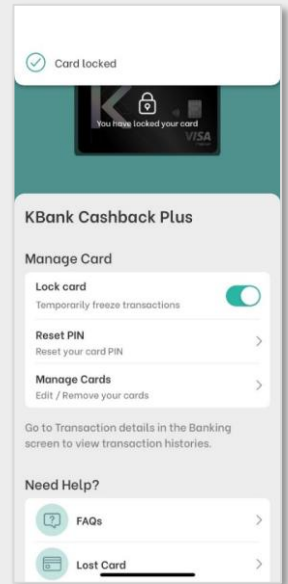 Card locked
K
You have locked your card
VISA
KBank Cashback Plus
Manage Card
Lock card
Temporarily freeze transactions
Reset PIN
Reset your card PIN
Manage Cards
Edit / Remove your cards
Go to Transaction details in the Banking
screen to view transaction histories.
Need Help?
FAQs
Lost Card